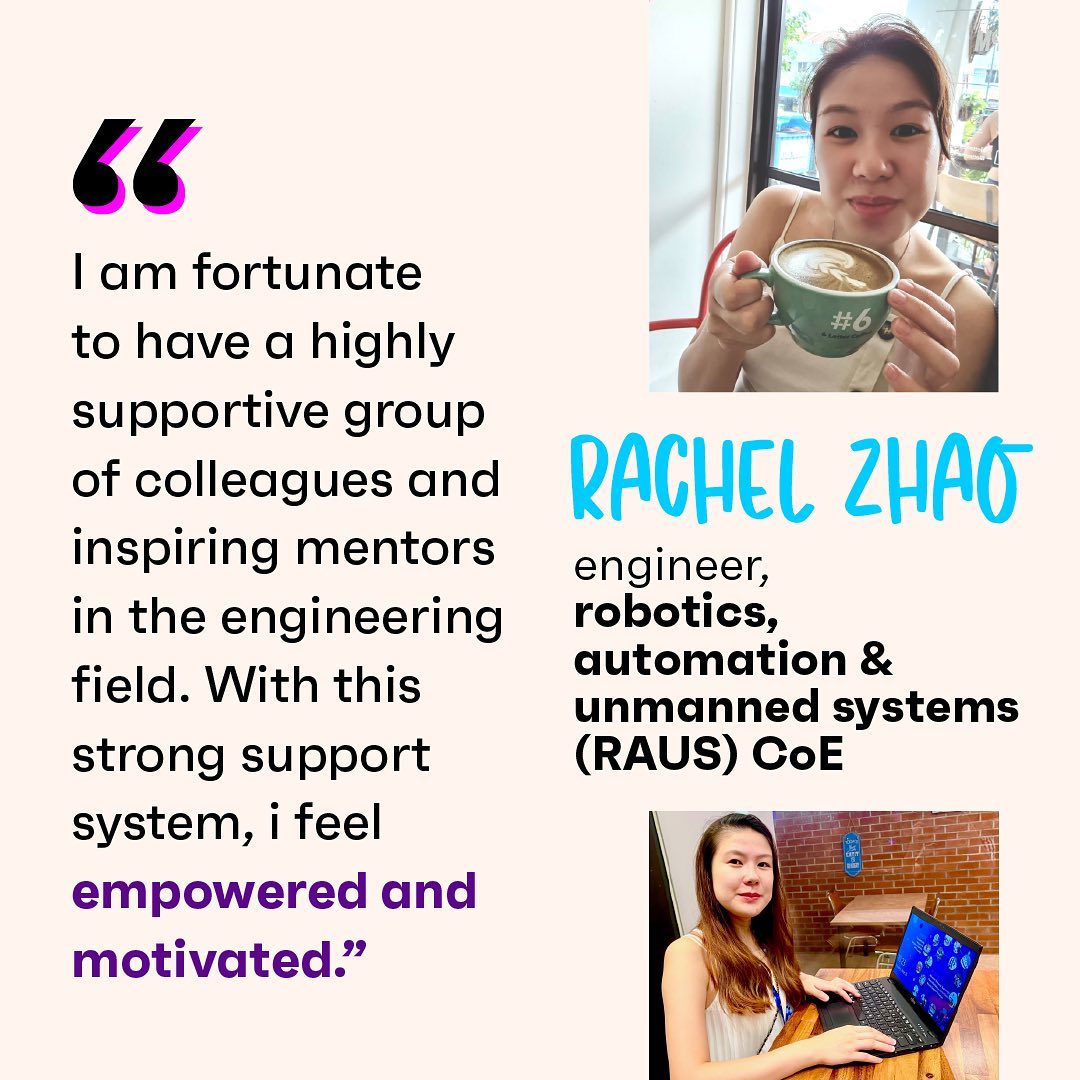 “
I am fortunate
to have a highly
supportive group
of colleagues and
inspiring mentors
in the engineering
field. With this
strong support
system, i feel
empowered and
motivated.”
#6
RACHEL ZHAO
engineer,
robotics,
automation &
unmanned systems
(RAUS) CoE